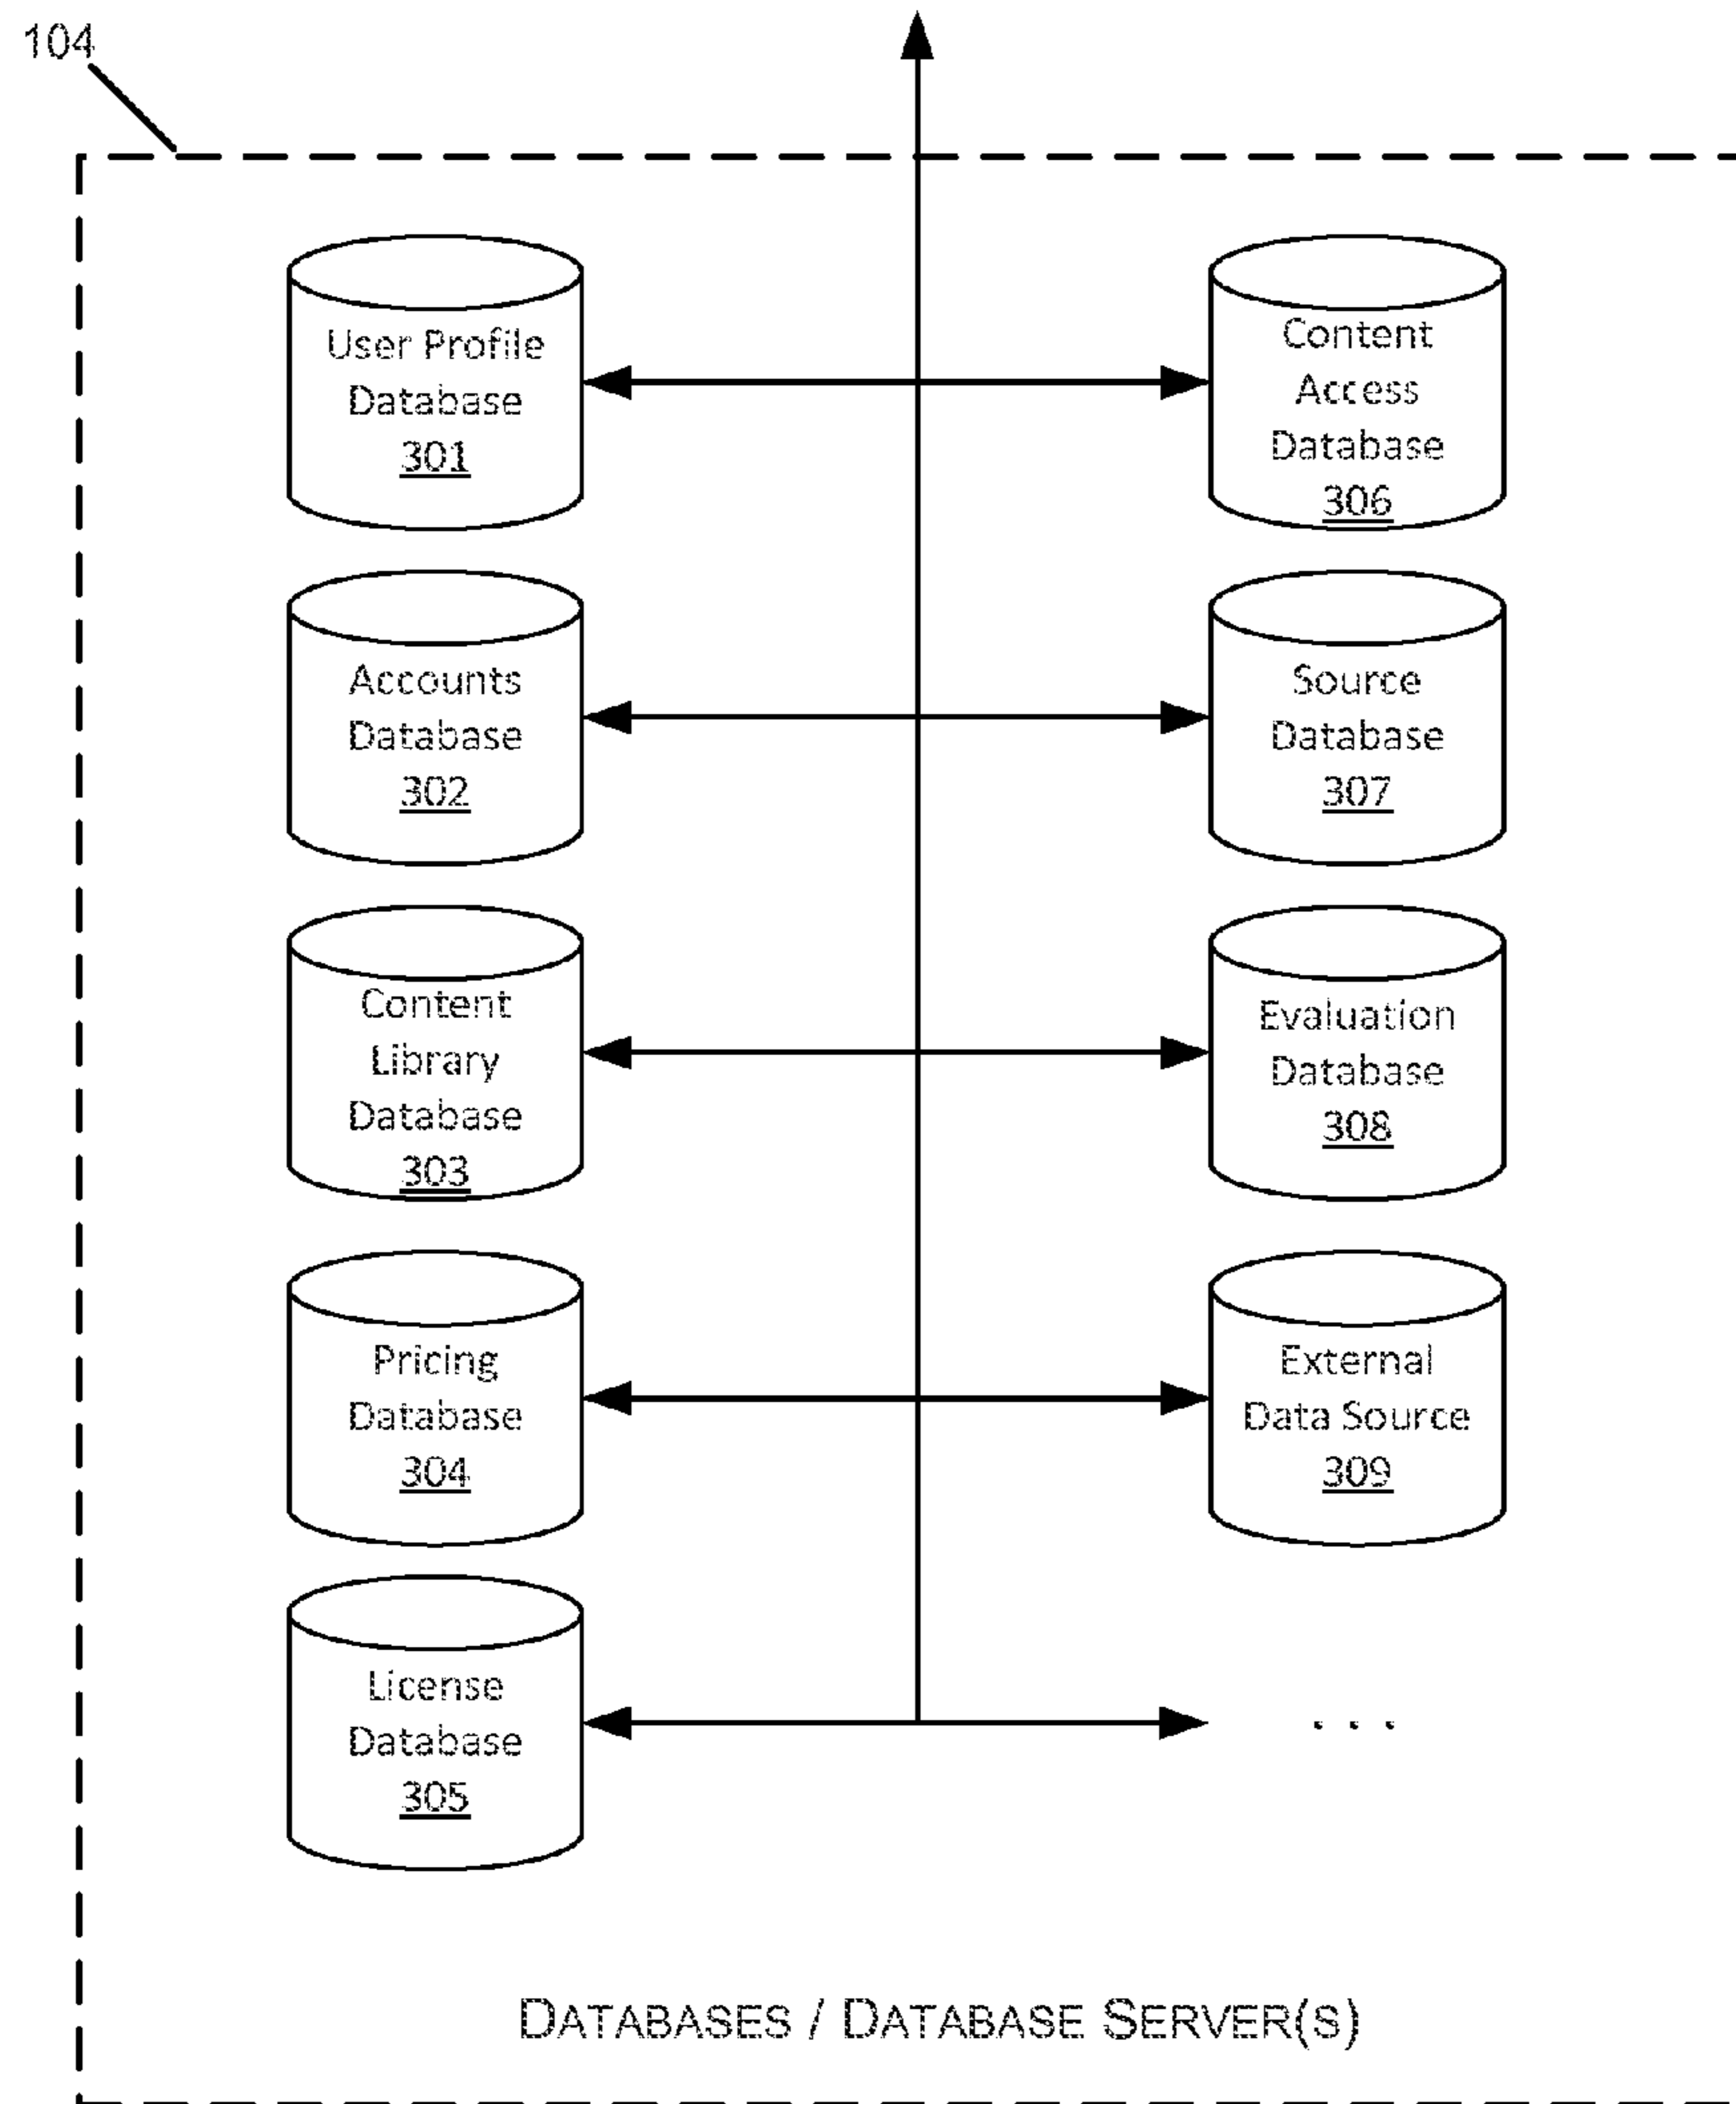 104
User Profile
Database
301
Content
Access
Database
306
Accounts
Database
302
Source
Database
307
Content
Library
Database
303
Evaluation
Database
308
Pricing
Database
304
External
Data Source
309
License
Database
305
. . .
DATABASES / DATABASE SERVER(S)